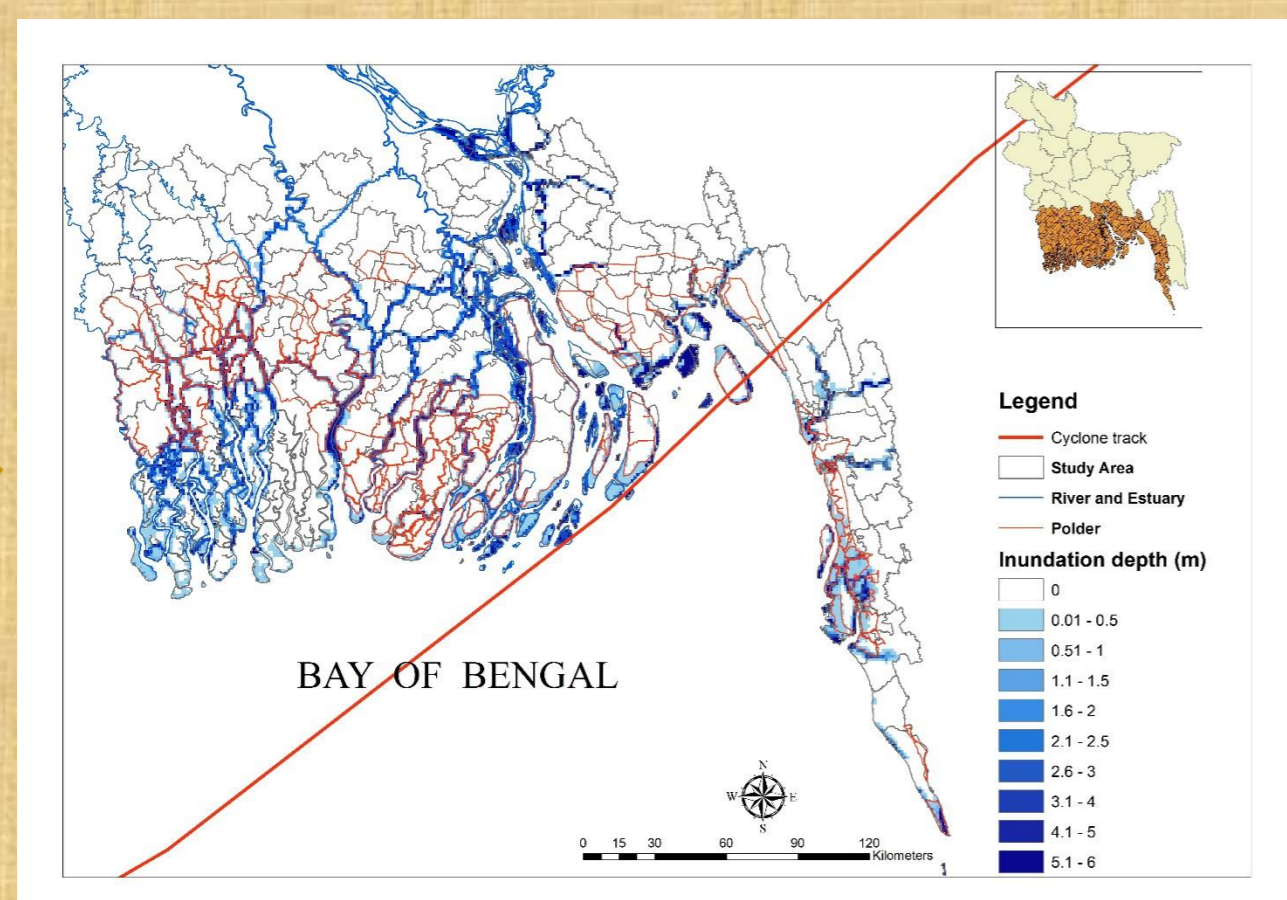 BAY OF BENGAL
N
W E
S
0 15 30 60 90 120
Kilometers
Legend
Cyclone track
Study Area
River and Estuary
Polder
Inundation depth (m)
0
0.01 - 0.5
0.51 - 1
1.1 - 1.5
1.6 - 2
2.1 - 2.5
2.6 - 3
3.1 - 4
4.1 - 5
5.1 - 6